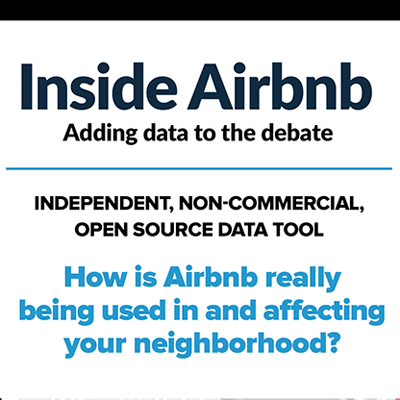 Inside Airbnb
Adding data to the debate
INDEPENDENT, NON-COMMERCIAL,
OPEN SOURCE DATA TOOL
How is Airbnb really
being used in and affecting
your neighborhood?